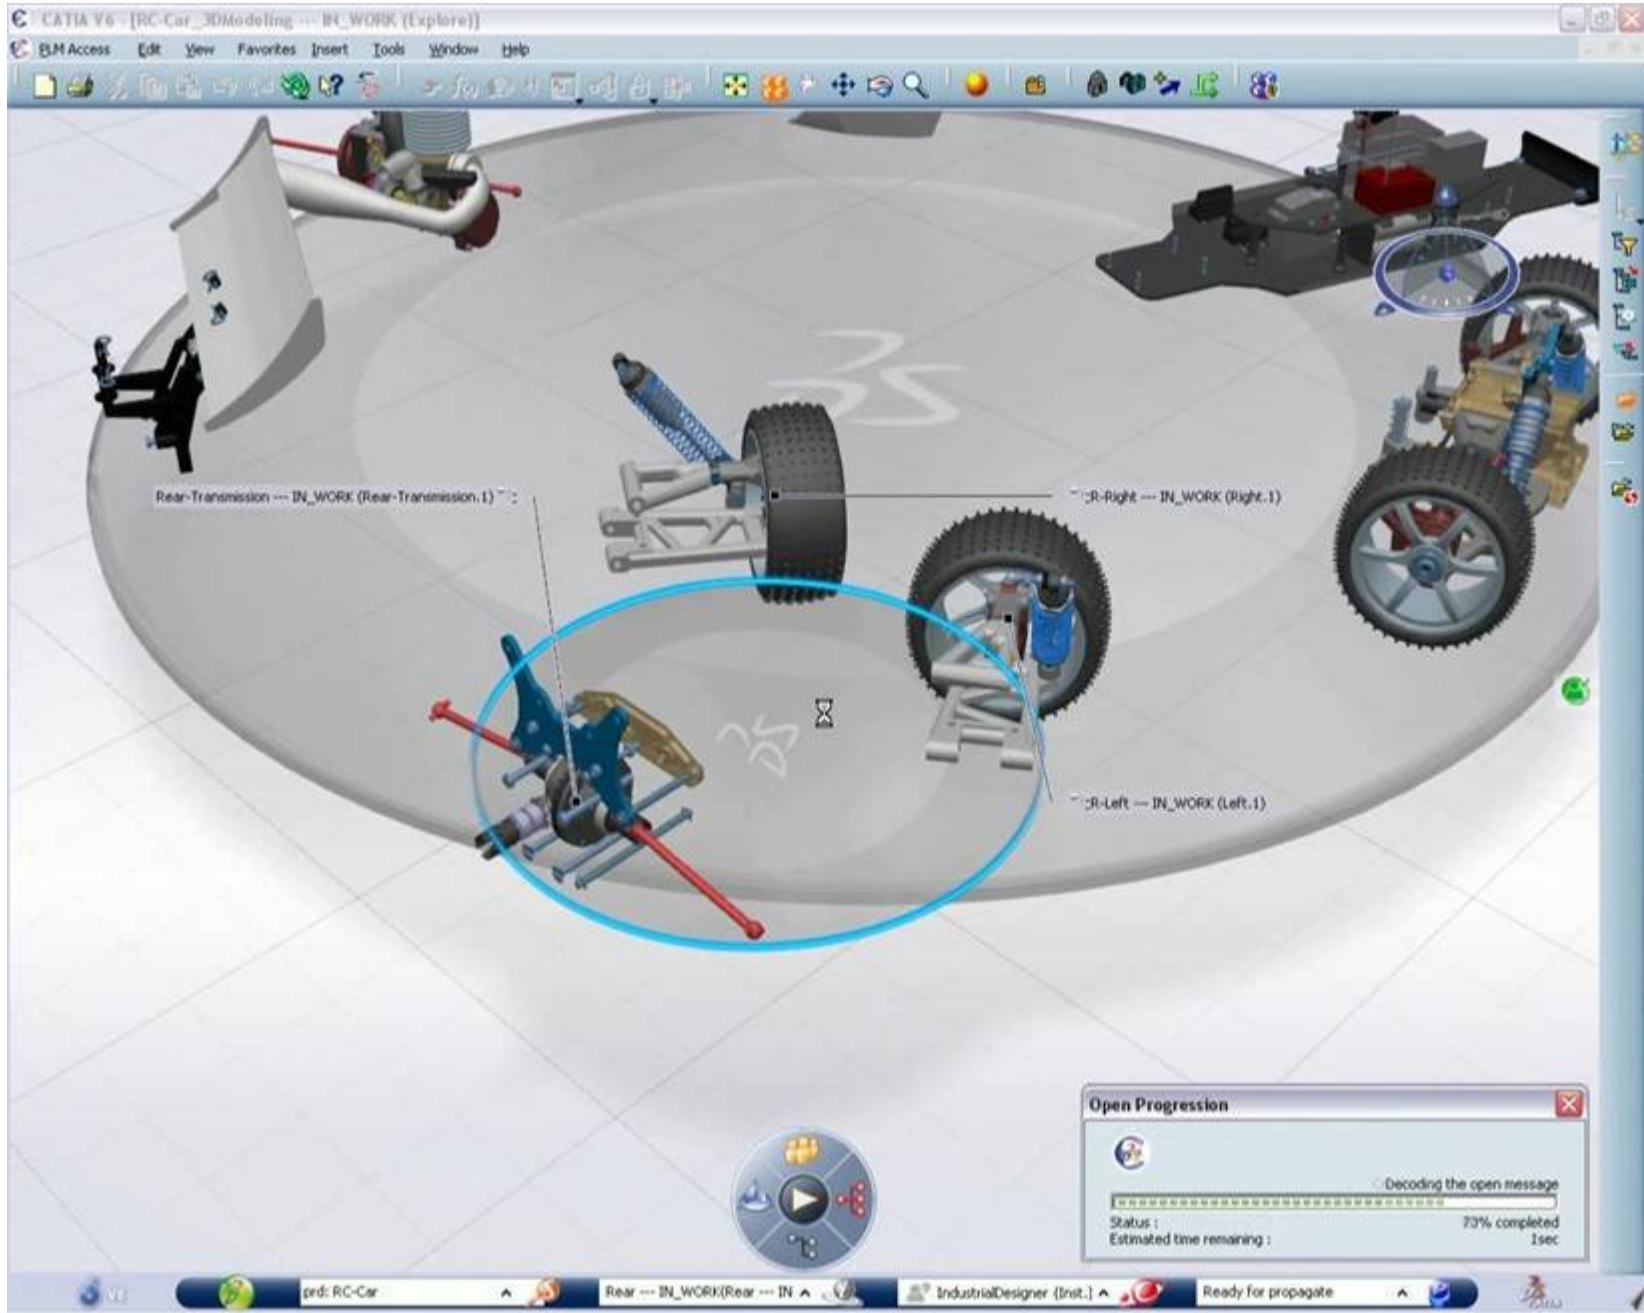 CATIA V6 - [RC-Car_3DModeling --- IN_WORK (Explore)]
PLM Access Edit View Favorites Insert Tools Window Help
Rear-Transmission --- IN_WORK (Rear-Transmission.1)
R-Right --- IN_WORK (Right.1)
R-Left --- IN_WORK (Left.1)
Open Progression
Decoding the open message
Status : 73% completed
Estimated time remaining : 1sec
V6 prd: RC-Car Rear --- IN_WORK(Rear --- IN IndustrialDesigner (Inst.) Ready for propagate